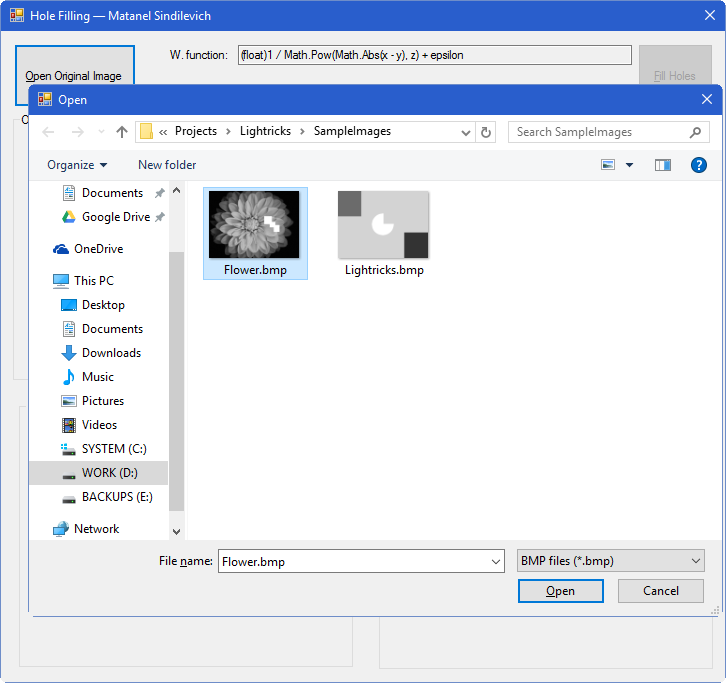 Hole Filling — Matanel Sindilevich
Open Original Image
W. function:
(float)1 / Math.Pow(Math.Abs(x - y), z) + epsilon
Fill Holes
Open
« Projects > Lightricks > SampleImages
Search SampleImages
Organize
New folder
Documents
Google Drive
OneDrive
This PC
Desktop
Documents
Downloads
Music
Pictures
Videos
SYSTEM (C:)
WORK (D:)
BACKUPS (E:)
Network
Flower.bmp
Lightricks.bmp
File name:
Flower.bmp
BMP files (*.bmp)
Open
Cancel